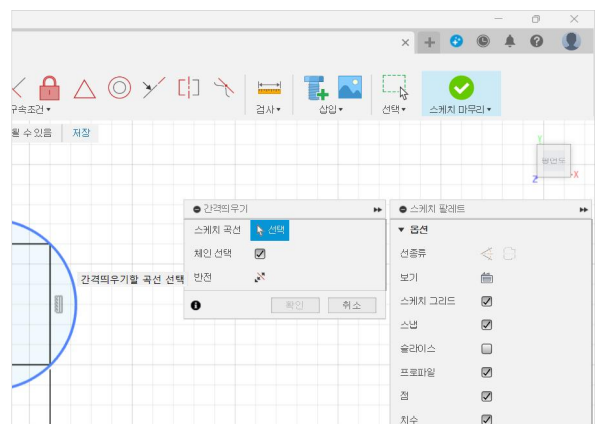 구속조건▾
검사▾
삽입▾
선택▾
스케치 마무리▾
될 수 있음
저장
Y
Z
X
간격띄우기
스케치 곡선
선택
체인 선택
반전
확인
취소
간격띄우기할 곡선 선택
스케치 팔레트
▼ 옵션
선종류
보기
스케치 그리드
스냅
슬라이스
프로파일
점
치수